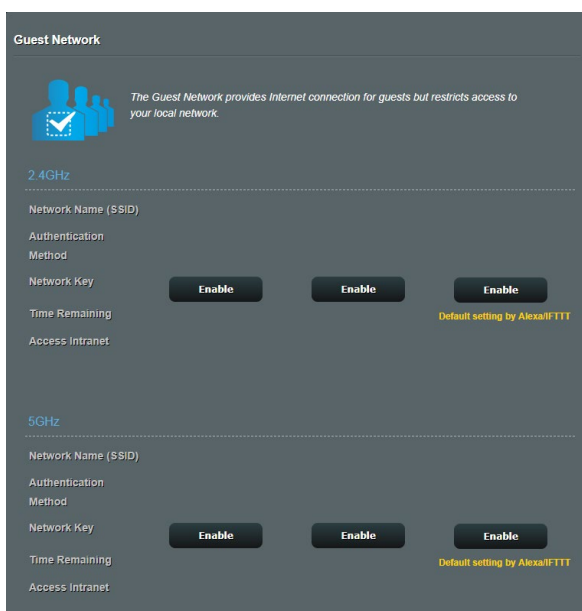 Guest Network
The Guest Network provides Internet connection for guests but restricts access to
your local network.
2.4GHz
Network Name (SSID)
Authentication
Method
Network Key
Enable Enable Enable
Time Remaining
Default setting by Alexa/IFTTT
Access Intranet
5GHz
Network Name (SSID)
Authentication
Method
Network Key
Enable Enable Enable
Time Remaining
Default setting by Alexa/IFTTT
Access Intranet